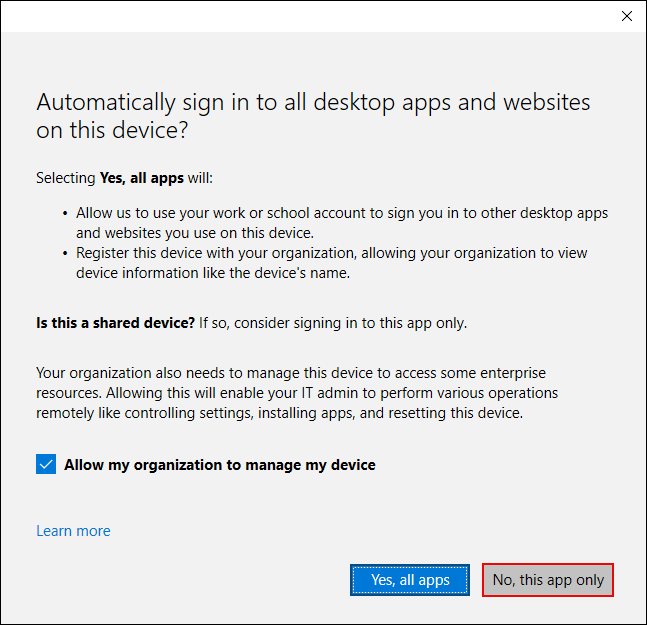 Automatically sign in to all desktop apps and websites
on this device?
Selecting Yes, all apps will:
• Allow us to use your work or school account to sign you in to other desktop apps
and websites you use on this device.
• Register this device with your organization, allowing your organization to view
device information like the device's name.
Is this a shared device? If so, consider signing in to this app only.
Your organization also needs to manage this device to access some enterprise
resources. Allowing this will enable your IT admin to perform various operations
remotely like controlling settings, installing apps, and resetting this device.
Allow my organization to manage my device
Learn more
Yes, all apps
No, this app only